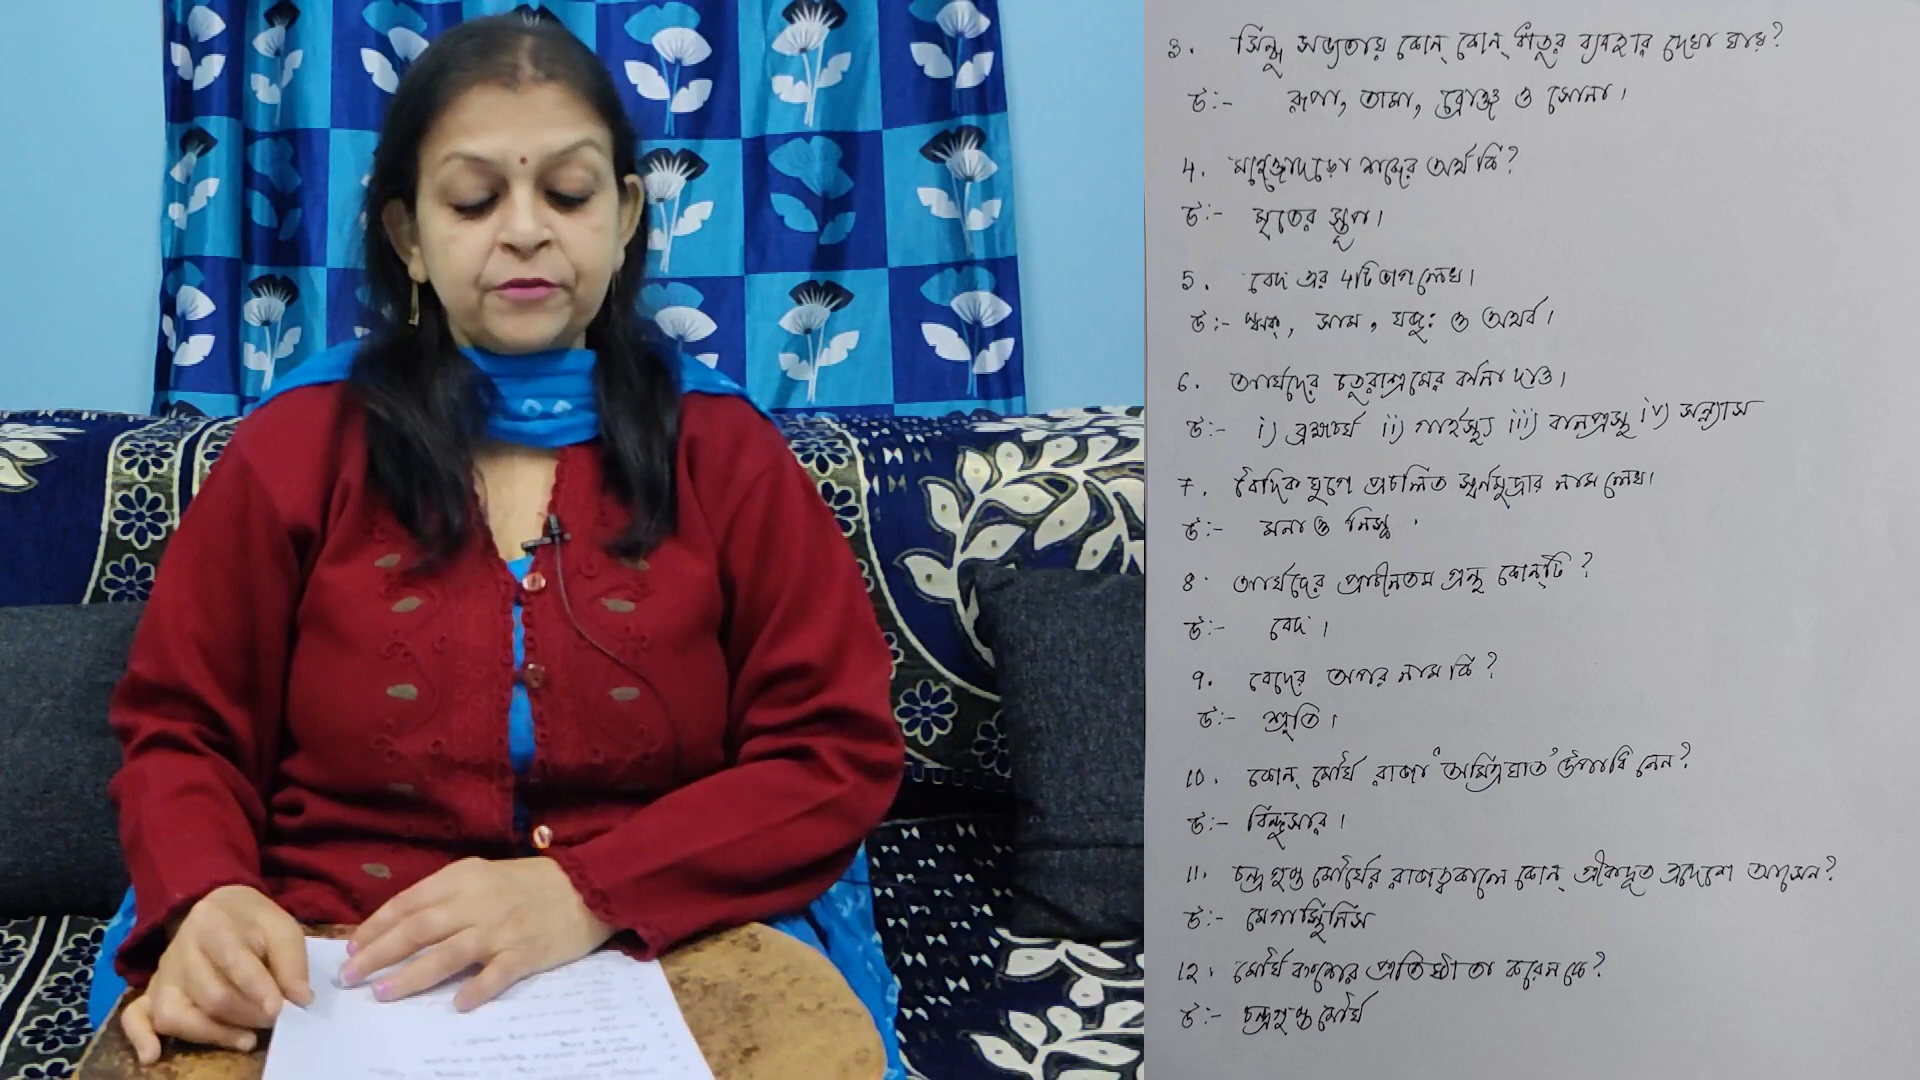 3. সিন্ধু সভ্যতায় কোন্ কোন্ ধাতুর ব্যবহার দেখা যায়?
উ:- রূপা, তামা, ব্রোঞ্জ ও সোনা।
4. মহেঞ্জোদড়ো শব্দের অর্থ কি?
উ:- মৃতের স্তূপ।
5. বেদ এর 4টি ভাগ লেখ।
উ:- ঋক্, সাম, যজু: ও অথর্ব।
6. আর্যদের চতুরাশ্রমের বর্ণনা দাও।
উ:- i) ব্রহ্মচর্য ii) গার্হস্থ্য iii) বানপ্রস্থ iv) সন্ন্যাস
7. বৈদিক যুগে প্রচলিত স্বর্ণমুদ্রার নাম লেখ।
উ:- মনা ও নিষ্ক
8. আর্যদের প্রাচীনতম গ্রন্থ কোন্‌টি?
উ:- বেদ।
9. বেদের অপর নাম কি?
উ:- শ্রুতি।
10. কোন্ মৌর্য রাজা "অমিত্রঘাত" উপাধি নেন?
উ:- বিন্দুসার।
11. চন্দ্রগুপ্ত মৌর্যের রাজত্বকালে কোন্ গ্রীকদূত এদেশে আসেন?
উ:- মেগাস্থিনিস
12. মৌর্য বংশের প্রতিষ্ঠাতা করেন কে?
উ:- চন্দ্রগুপ্ত মৌর্য